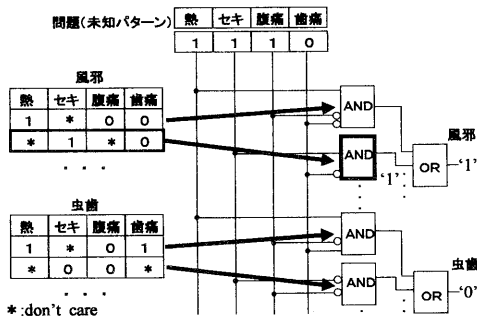 問題(未知パターン) 熱 セキ 腹痛 歯痛
1 1 1 0
風邪
熱 セキ 腹痛 歯痛
1 * 0 0
* 1 * 0
・ ・ ・
AND
AND
'1'
OR
風邪
'1'
虫歯
熱 セキ 腹痛 歯痛
1 * 0 1
* 0 0 *
・ ・ ・
AND
AND
OR
虫歯
'0'
*:don't care